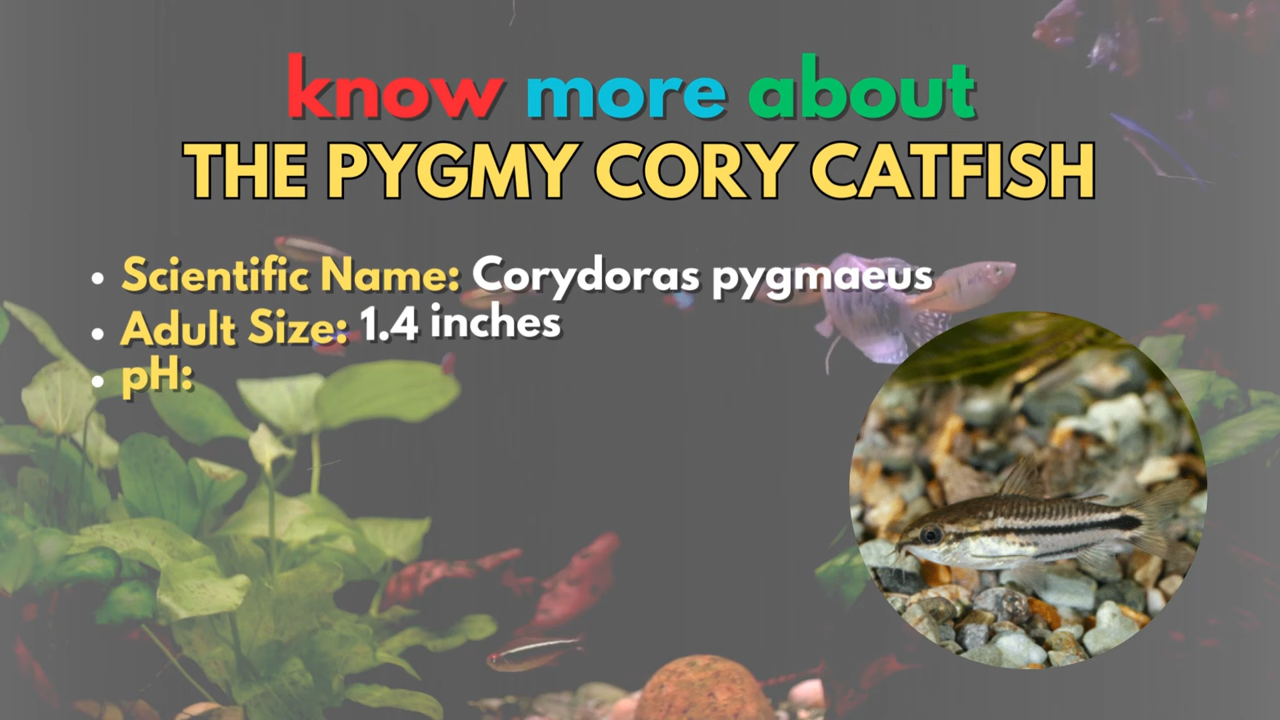 know more about
THE PYGMY CORY CATFISH
• Scientific Name: Corydoras pygmaeus
• Adult Size: 1.4 inches
• pH: